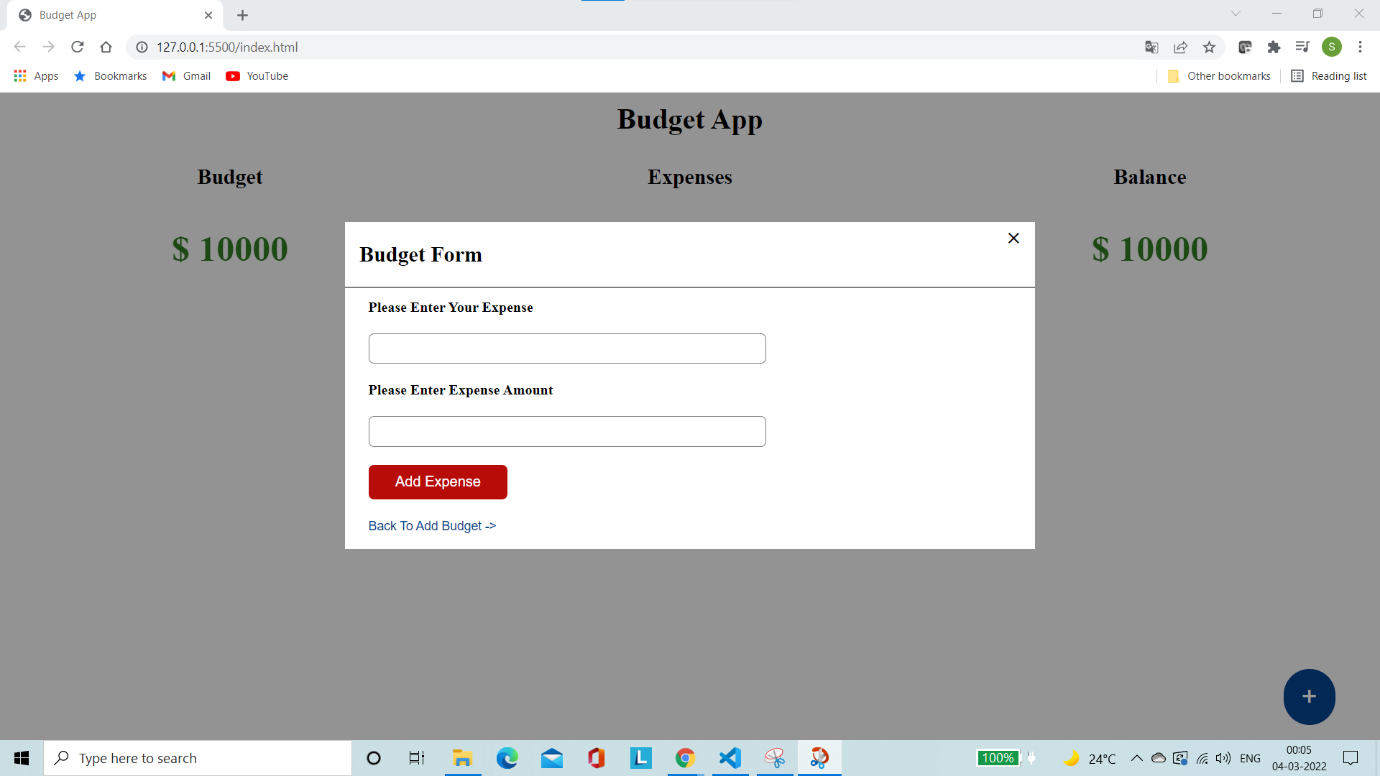 Budget App
127.0.0.1:5500/index.html
S
Apps Bookmarks Gmail YouTube Other bookmarks Reading list
Budget App
Budget Expenses Balance
$ 10000 $ 10000
Budget Form
Please Enter Your Expense
Please Enter Expense Amount
Add Expense
Back To Add Budget ->
+
Type here to search L 100% 24°C ENG 00:05
04-03-2022